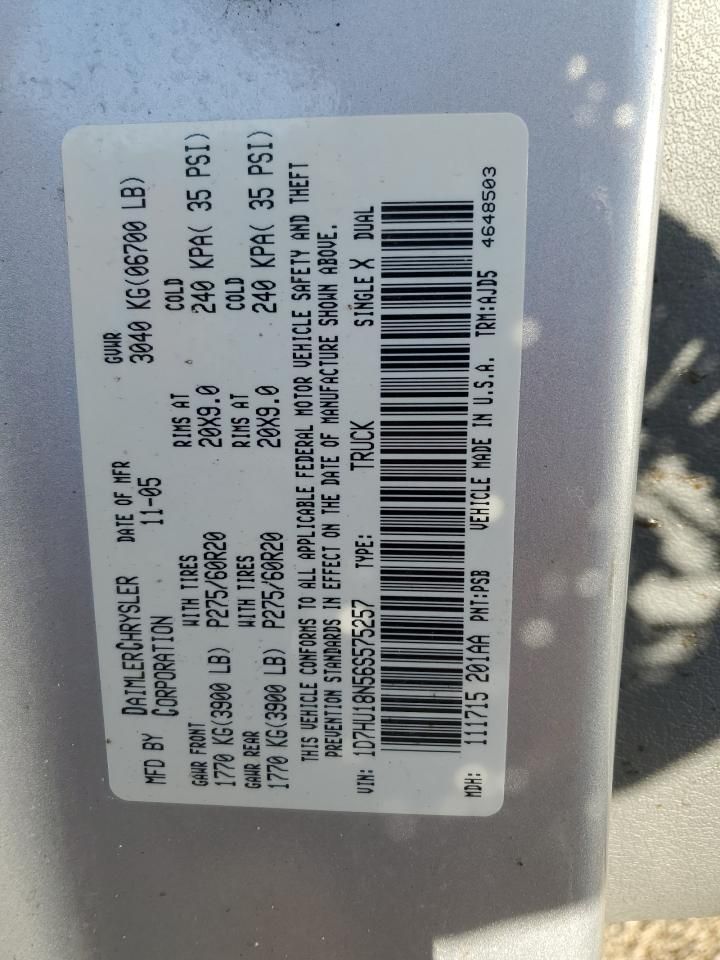 MFD BY DAIMLERCHRYSLER CORPORATION DATE OF MFR 11-05 GVWR 3040 KG(06700 LB)
GAWR FRONT WITH TIRES RIMS AT COLD
1770 KG(3900 LB) P275/60R20 20X9.0 240 KPA( 35 PSI)
GAWR REAR WITH TIRES RIMS AT COLD
1770 KG(3900 LB) P275/60R20 20X9.0 240 KPA( 35 PSI)
THIS VEHICLE CONFORMS TO ALL APPLICABLE FEDERAL MOTOR VEHICLE SAFETY AND THEFT
PREVENTION STANDARDS IN EFFECT ON THE DATE OF MANUFACTURE SHOWN ABOVE.
VIN: 1D7HU18N56S575257 TYPE: TRUCK SINGLE X DUAL
MDH: 111715 201AA PNT:PSB VEHICLE MADE IN U.S.A. TRM:AJD5 4648503